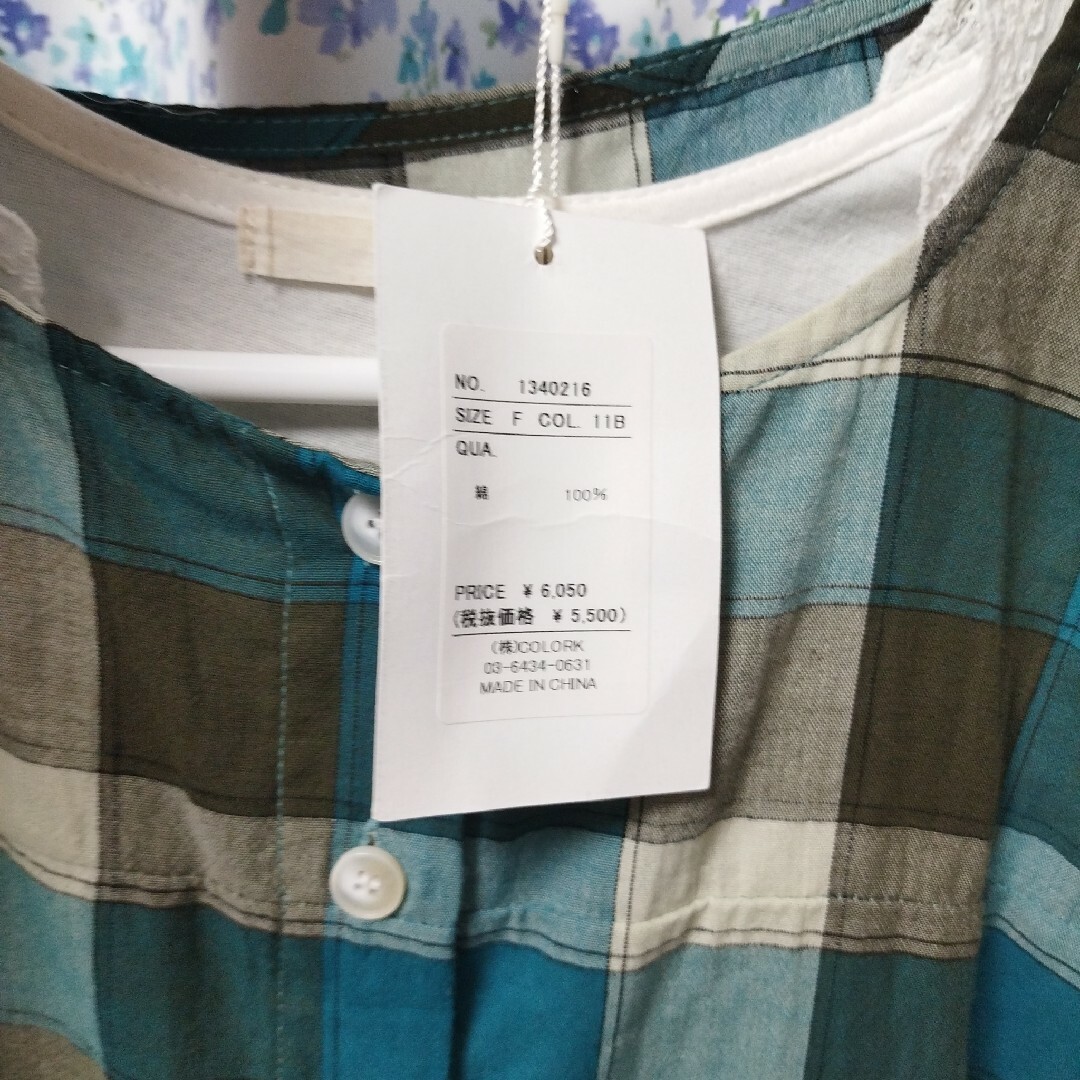 NO. 1340216
SIZE F COL. 11B
QUA.
綿 100%
PRICE ¥ 6,050
(税抜価格 ¥ 5,500)
(株)COLORK
03-6434-0631
MADE IN CHINA